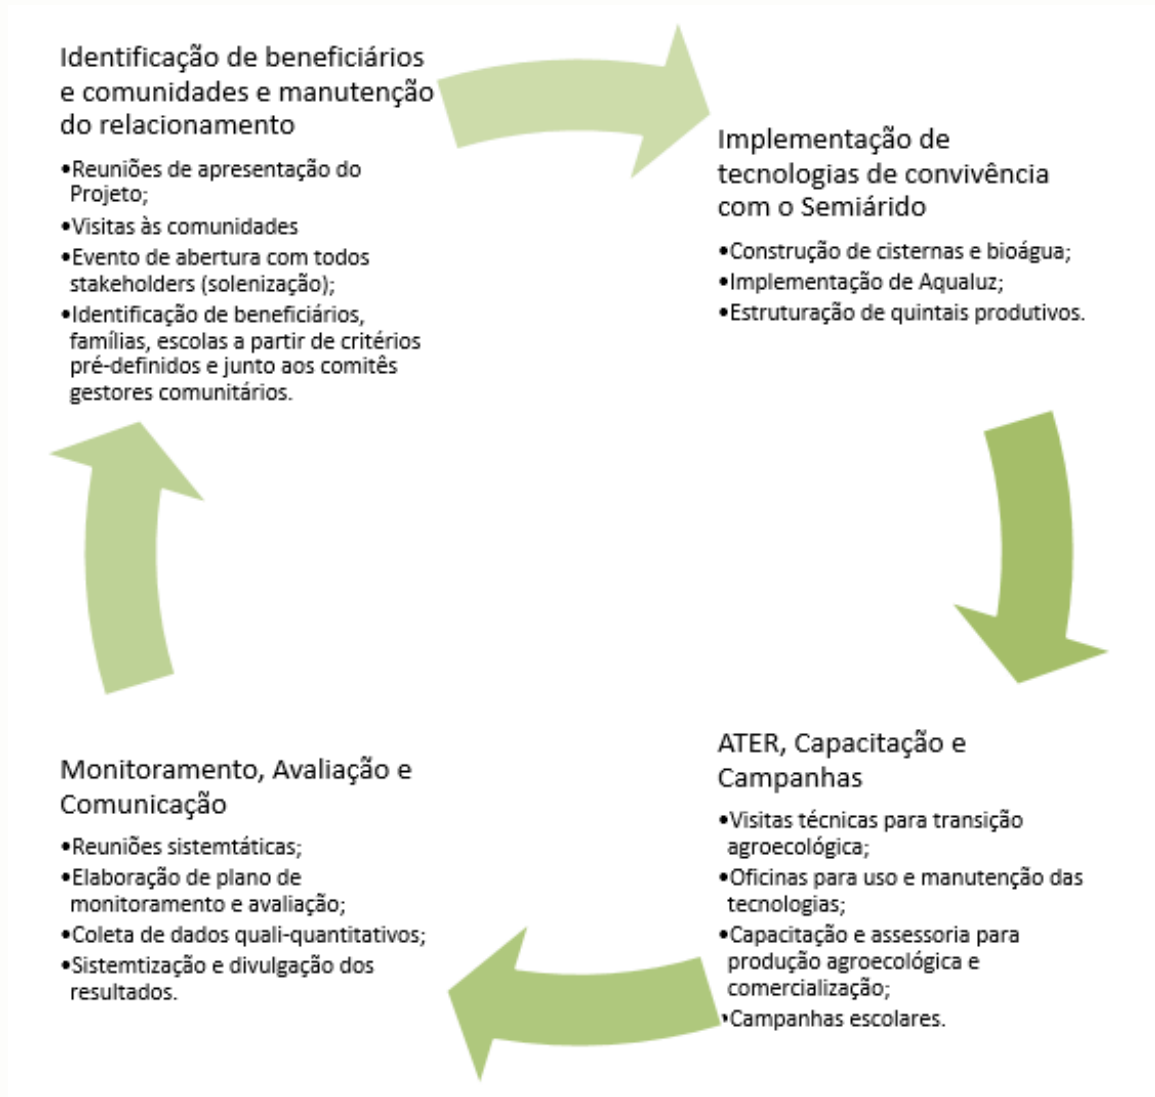 Identificação de beneficiários
e comunidades e manutenção
do relacionamento
•Reuniões de apresentação do
Projeto;
•Visitas às comunidades
•Evento de abertura com todos
stakeholders (solenização);
•Identificação de beneficiários,
famílias, escolas a partir de critérios
pré-definidos e junto aos comitês
gestores comunitários.
Implementação de
tecnologias de convivência
com o Semiárido
•Construção de cisternas e bioágua;
•Implementação de Aqualuz;
•Estruturação de quintais produtivos.
ATER, Capacitação e
Campanhas
•Visitas técnicas para transição
agroecológica;
•Oficinas para uso e manutenção das
tecnologias;
•Capacitação e assessoria para
produção agroecológica e
comercialização;
•Campanhas escolares.
Monitoramento, Avaliação e
Comunicação
•Reuniões sistemtáticas;
•Elaboração de plano de
monitoramento e avaliação;
•Coleta de dados quali-quantitativos;
•Sistemtização e divulgação dos
resultados.